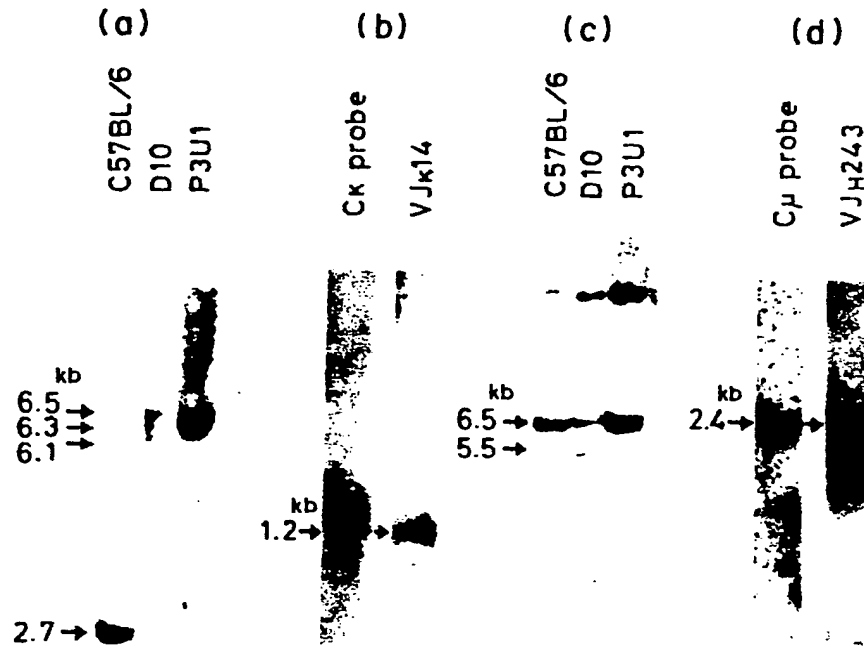 (a)
(b)
(c)
(d)
C57BL/6
D10
P3U1
Cκ probe
VJκ14
C57BL/6
D10
P3U1
Cμ probe
VJH243
kb
6.5
6.3
6.1
2.7
kb
1.2
6.5
5.5
kb
2.4